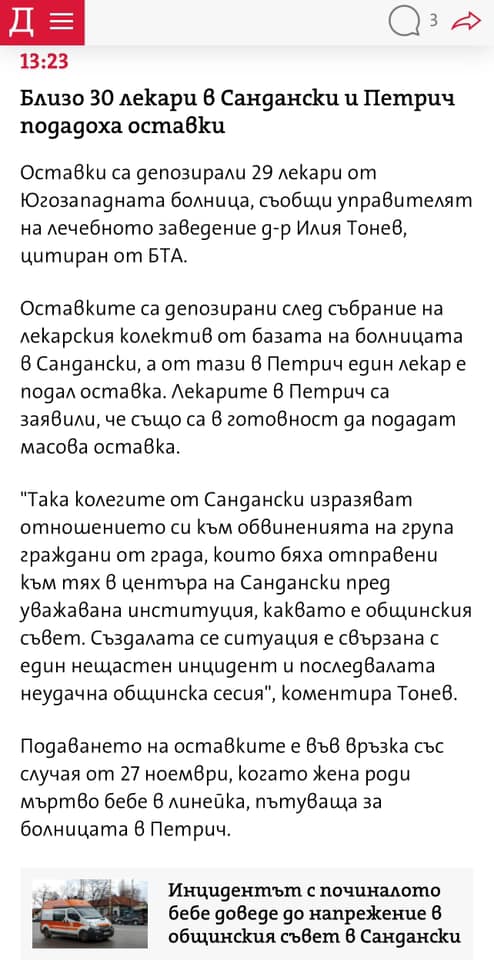 Д
3
13:23
Близо 30 лекари в Сандански и Петрич
подадоха оставки
Оставки са депозирали 29 лекари от
Югозападната болница, съобщи управителят
на лечебното заведение д-р Илия Тонев,
цитиран от БТА.
Оставките са депозирани след събрание на
лекарския колектив от базата на болницата
в Сандански, а от тази в Петрич един лекар е
подал оставка. Лекарите в Петрич са
заявили, че също са в готовност да подадат
масова оставка.
"Така колегите от Сандански изразяват
отношението си към обвиненията на група
граждани от града, които бяха отправени
към тях в центъра на Сандански пред
уважавана институция, каквато е общинския
съвет. Създалата се ситуация е свързана с
един нещастен инцидент и последвалата
неудачна общинска сесия", коментира Тонев.
Подаването на оставките е във връзка със
случая от 27 ноември, когато жена роди
мъртво бебе в линейка, пътуваща за
болницата в Петрич.
Инцидентът с починалото
бебе доведе до напрежение в
общинския съвет в Сандански